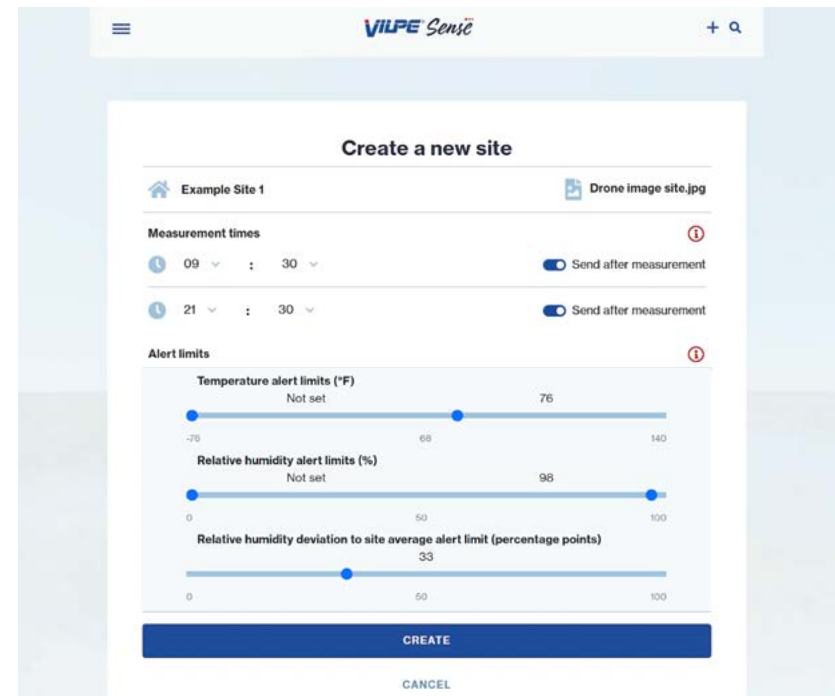 VILPE Sense
Create a new site
Example Site 1 Drone image site.jpg
Measurement times
09 : 30 Send after measurement
21 : 30 Send after measurement
Alert limits
Temperature alert limits (°F)
Not set 76
-76 68 140
Relative humidity alert limits (%)
Not set 98
0 50 100
Relative humidity deviation to site average alert limit (percentage points)
33
0 50 100
CREATE
CANCEL